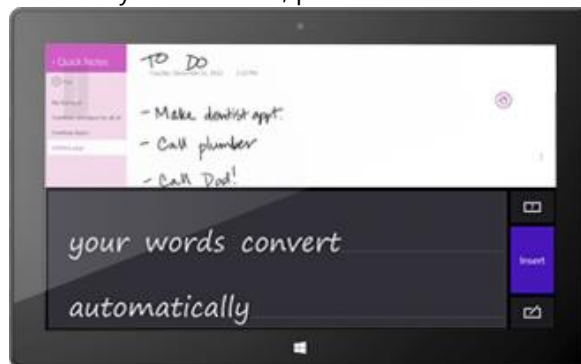 Quick Notes
TO DO
- Make dentist appt.
- Call plumber
- Call Dad!
your words convert
Insert
automatically